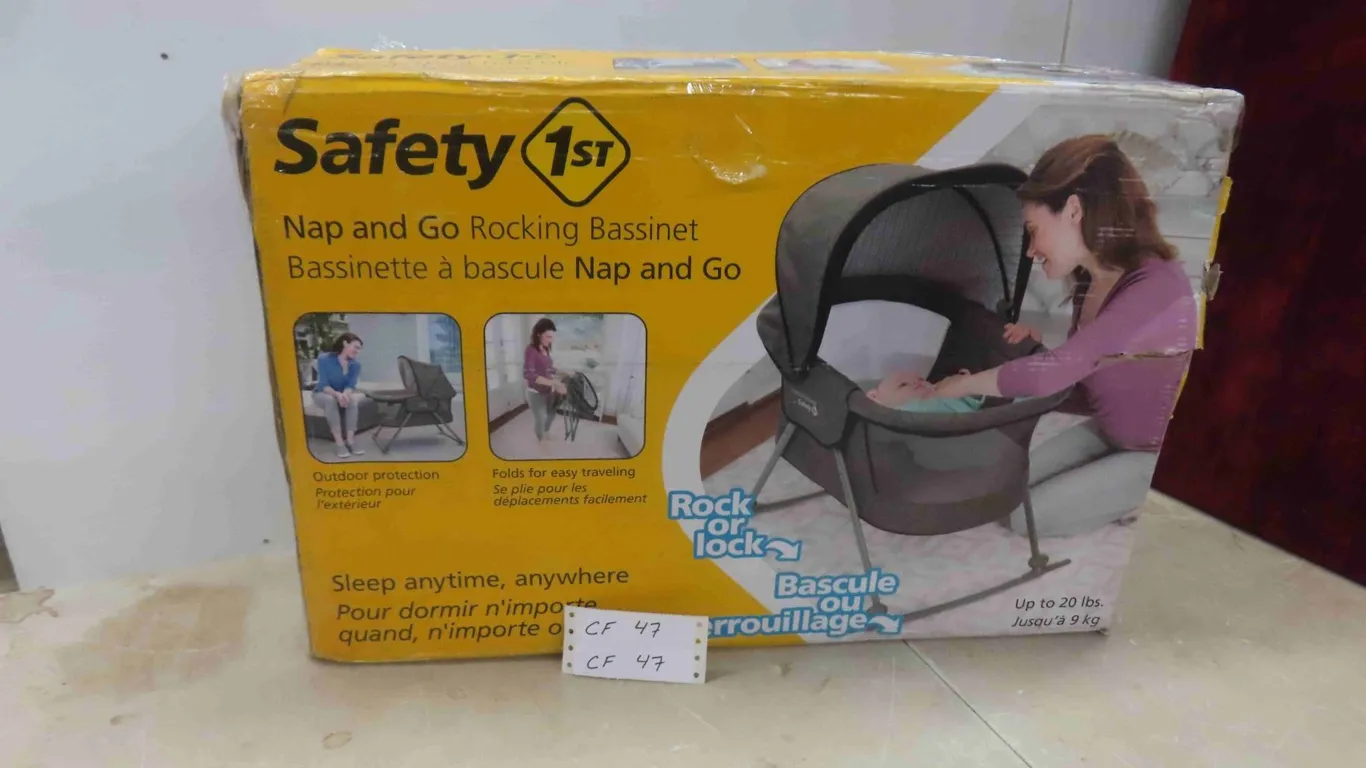 Safety 1ST
Nap and Go Rocking Bassinet
Bassinette à bascule Nap and Go
Outdoor protection
Protection pour
l'extérieur
Folds for easy traveling
Se plie pour les
déplacements facilement
Rock
or
lock
Bascule
ou
errouillage
Sleep anytime, anywhere
Pour dormir n'importe
quand, n'importe o
Up to 20 lbs.
Jusqu'à 9 kg
CF 47
CF 47